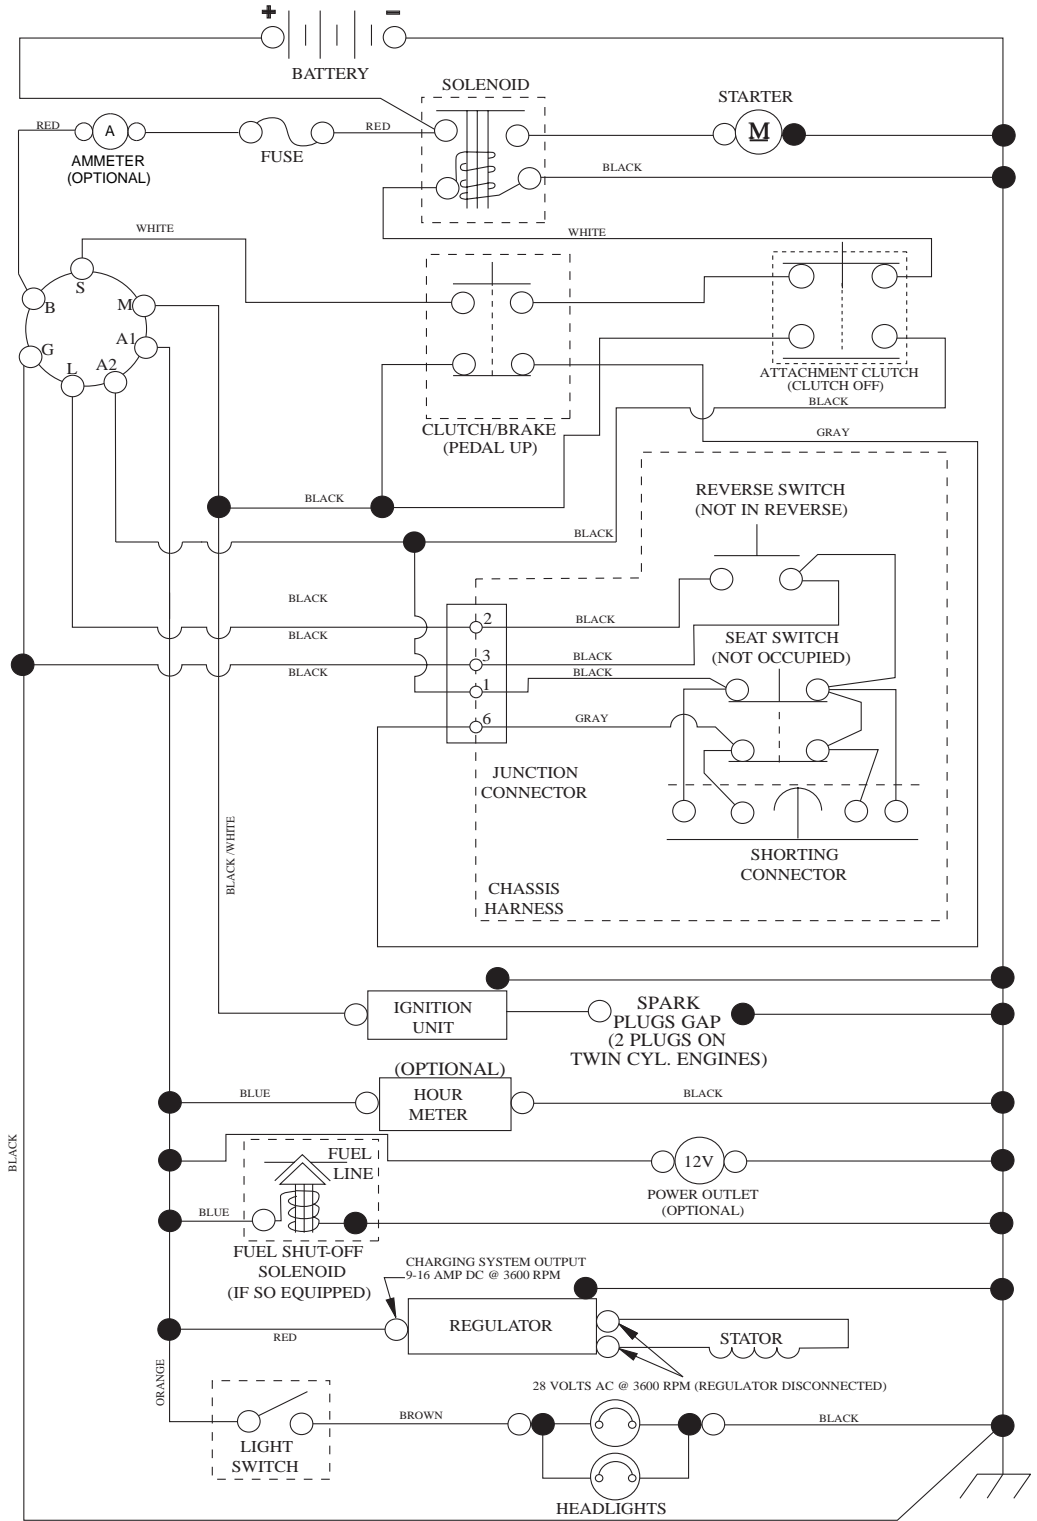 + −
BATTERY
SOLENOID
STARTER
RED
A
RED
M
FUSE
AMMETER
(OPTIONAL)
BLACK
WHITE
WHITE
S
B
M
A1
G
L
A2
ATTACHMENT CLUTCH
(CLUTCH OFF)
BLACK
CLUTCH/BRAKE
(PEDAL UP)
GRAY
REVERSE SWITCH
(NOT IN REVERSE)
BLACK
BLACK
BLACK
2
BLACK
BLACK
SEAT SWITCH
(NOT OCCUPIED)
3
BLACK
BLACK
BLACK
1
6
GRAY
JUNCTION
CONNECTOR
BLACK /WHITE
SHORTING
CONNECTOR
CHASSIS
HARNESS
IGNITION
UNIT
SPARK
PLUGS GAP
(2 PLUGS ON
TWIN CYL. ENGINES)
(OPTIONAL)
HOUR
METER
BLUE
BLACK
BLACK
FUEL
LINE
12V
POWER OUTLET
(OPTIONAL)
BLUE
FUEL SHUT-OFF
SOLENOID
(IF SO EQUIPPED)
CHARGING SYSTEM OUTPUT
9-16 AMP DC @ 3600 RPM
REGULATOR
STATOR
RED
28 VOLTS AC @ 3600 RPM (REGULATOR DISCONNECTED)
ORANGE
BROWN
BLACK
LIGHT
SWITCH
HEADLIGHTS